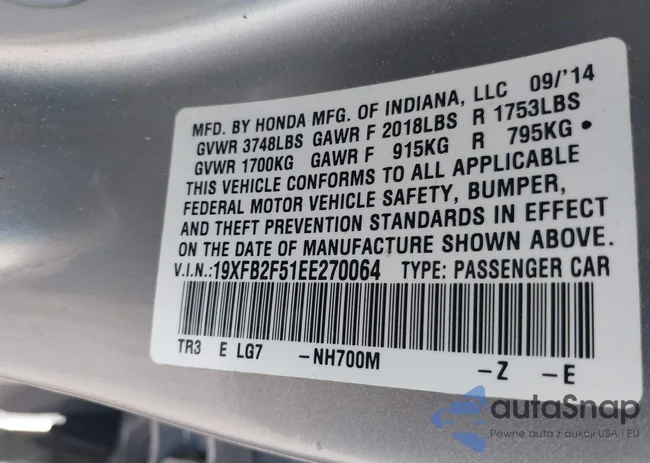 MFD. BY HONDA MFG. OF INDIANA, LLC 09/'14
GVWR 3748LBS GAWR F 2018LBS R 1753LBS
GVWR 1700KG GAWR F 915KG R 795KG
THIS VEHICLE CONFORMS TO ALL APPLICABLE
FEDERAL MOTOR VEHICLE SAFETY, BUMPER,
AND THEFT PREVENTION STANDARDS IN EFFECT
ON THE DATE OF MANUFACTURE SHOWN ABOVE.
V.I.N.:19XFB2F51EE270064 TYPE: PASSENGER CAR
TR3 E LG7 -NH700M -Z -E
autaSnap
Pewne auta z aukcji USA i EU